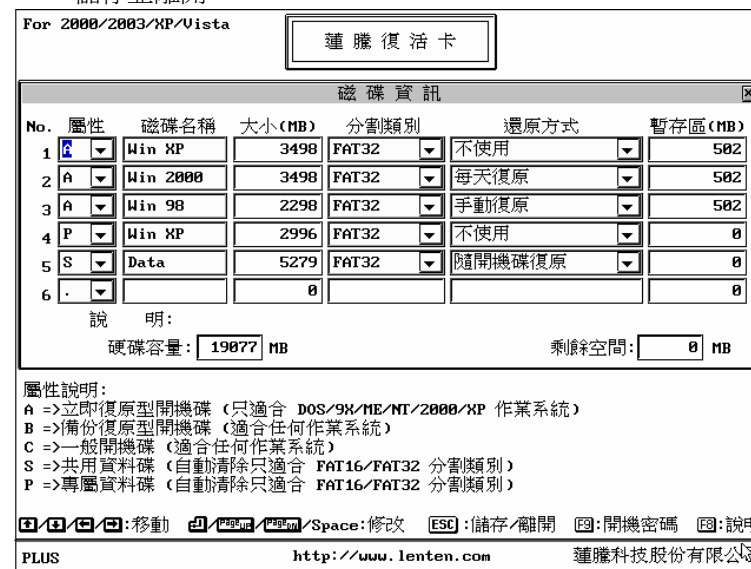 For 2000/2003/XP/Vista
蓮騰復活卡
磁碟資訊
No. 屬性 磁碟名稱 大小(MB) 分割類別 還原方式 暫存區(MB)
1 A Win XP 3498 FAT32 不使用 502
2 A Win 2000 3498 FAT32 每天復原 502
3 A Win 98 2298 FAT32 手動復原 502
4 P Win XP 2996 FAT32 不使用 0
5 S Data 5279 FAT32 隨開機碟復原 0
6 . 0 0
說 明:
硬碟容量: 19077 MB 剩餘空間: 0 MB
屬性說明:
A =>立即復原型開機碟 (只適合 DOS/9X/ME/NT/2000/XP 作業系統)
B =>備份復原型開機碟 (適合任何作業系統)
C =>一般開機碟 (適合任何作業系統)
S =>共用資料碟 (自動清除只適合 FAT16/FAT32 分割類別)
P =>專屬資料碟 (自動清除只適合 FAT16/FAT32 分割類別)
↑/↓/←/→:移動 ↵/PageUp/PageDn/Space:修改 ESC:儲存/離開 F9:開機密碼 F8:說明
PLUS http://www.lenten.com 蓮騰科技股份有限公